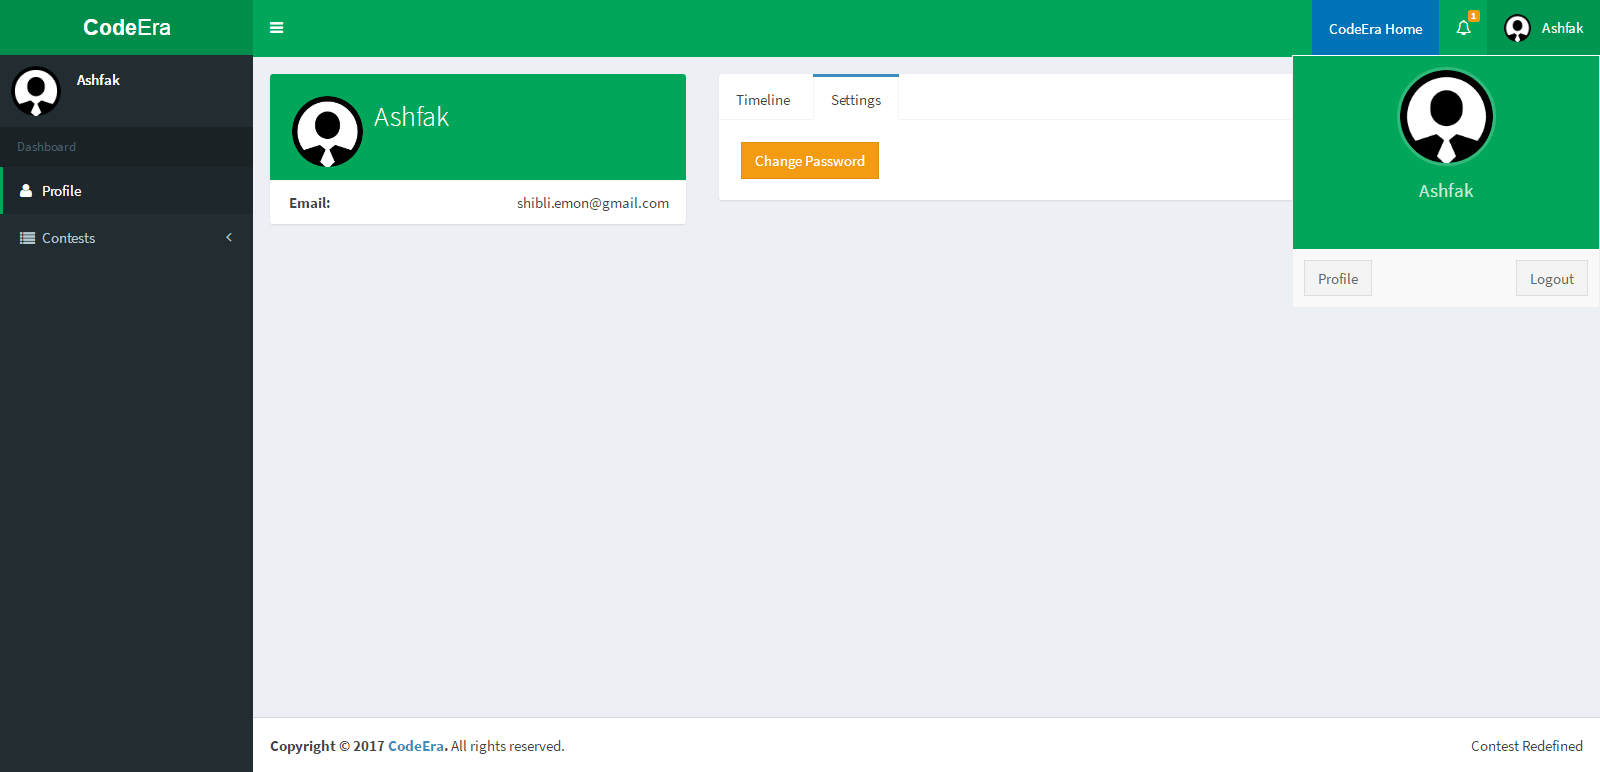 CodeEra
CodeEra Home
1
Ashfak
Ashfak
Dashboard
Profile
Contests
Ashfak
Email: shibli.emon@gmail.com
Timeline
Settings
Change Password
Ashfak
Profile
Logout
Copyright © 2017 CodeEra. All rights reserved.
Contest Redefined